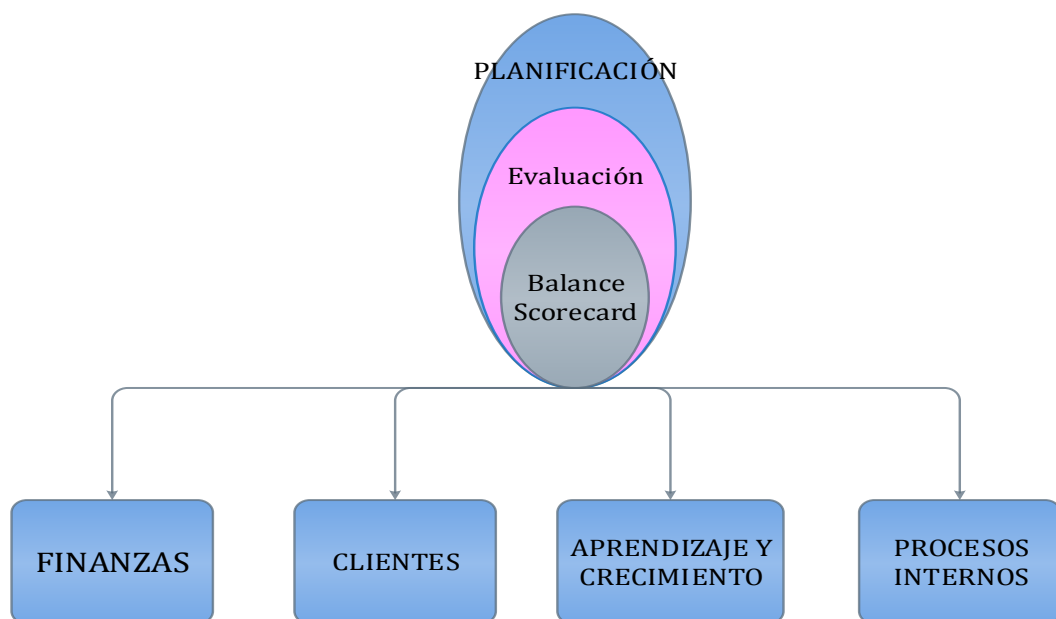 PLANIFICACIÓN
Evaluación
Balance
Scorecard
FINANZAS
CLIENTES
APRENDIZAJE Y
CRECIMIENTO
PROCESOS
INTERNOS